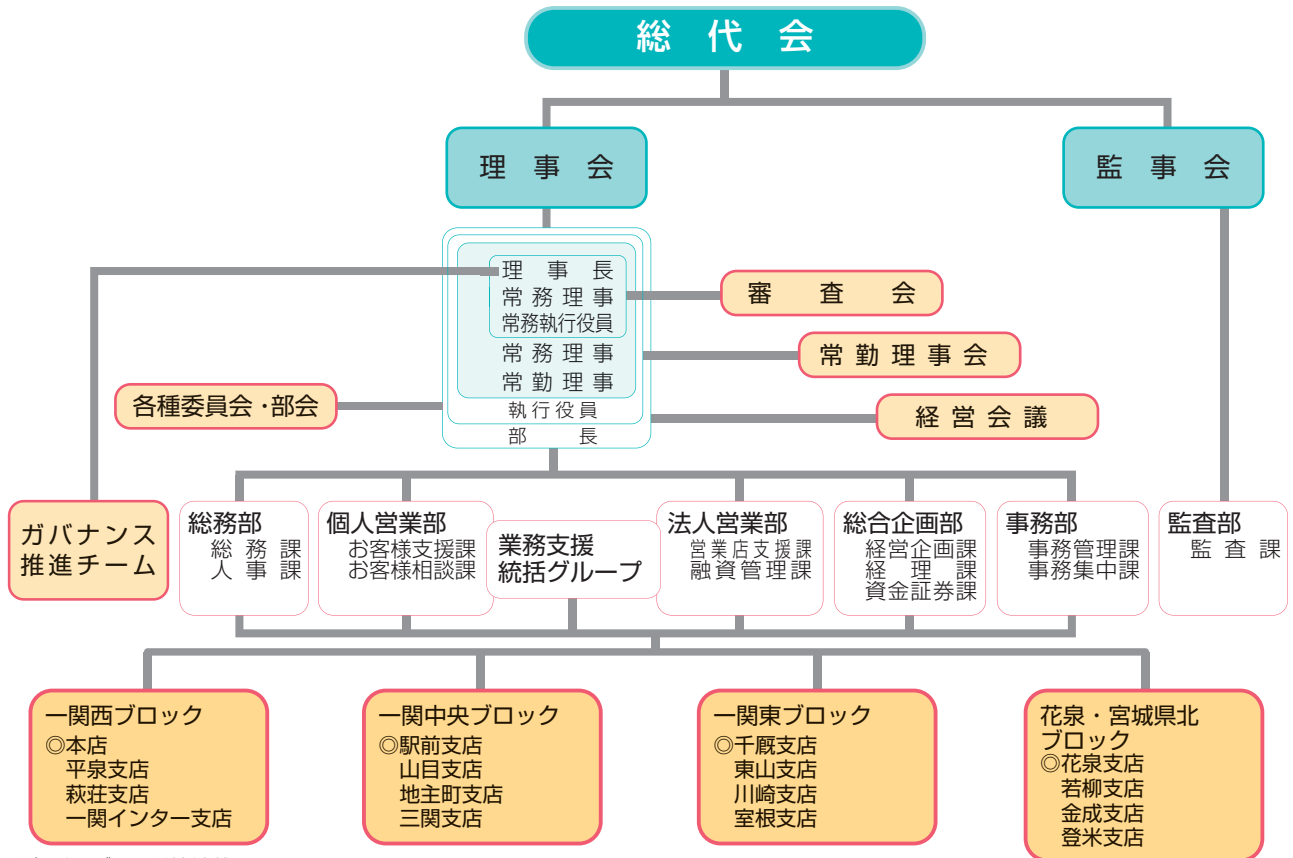 総代会
理事会
監事会
理事長
常務理事
常務執行役員
常務理事
常勤理事
執行役員
部長
審査会
常勤理事会
経営会議
各種委員会・部会
ガバナンス
推進チーム
総務部
総務課
人事課
個人営業部
お客様支援課
お客様相談課
業務支援
統括グループ
法人営業部
営業店支援課
融資管理課
総合企画部
経営企画課
経理課
資金証券課
事務部
事務管理課
事務集中課
監査部
監査課
一関西ブロック
◎本店
平泉支店
萩荘支店
一関インター支店
一関中央ブロック
◎駅前支店
山目支店
地主町支店
三関支店
一関東ブロック
◎千厩支店
東山支店
川崎支店
室根支店
花泉・宮城県北
ブロック
◎花泉支店
若柳支店
金成支店
登米支店